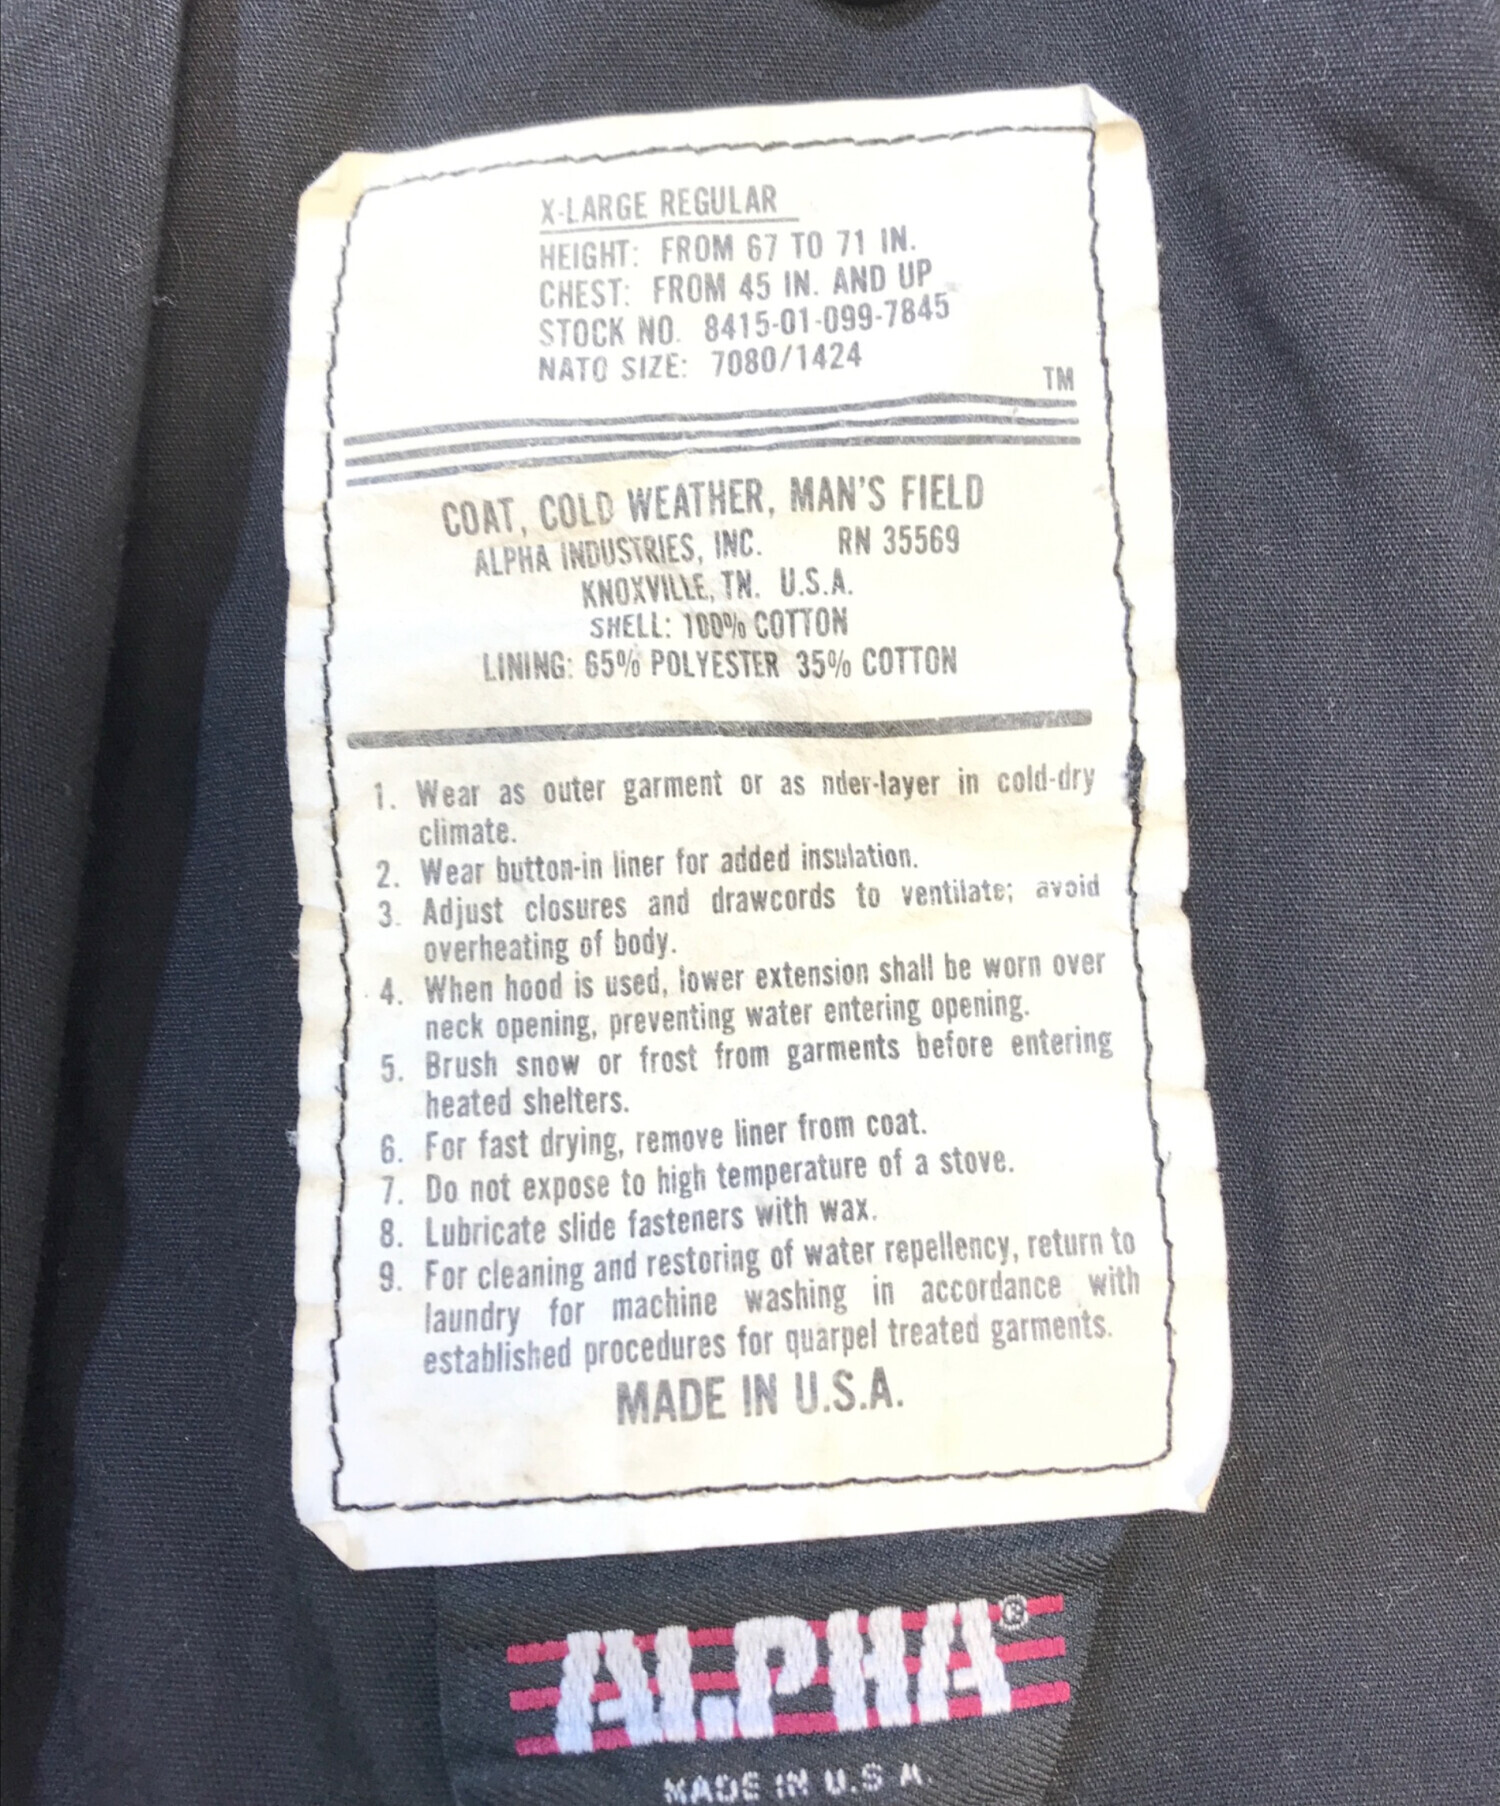 X-LARGE REGULAR
HEIGHT: FROM 67 TO 71 IN.
CHEST: FROM 45 IN. AND UP
STOCK NO. 8415-01-099-7845
NATO SIZE: 7080/1424
TM
COAT, COLD WEATHER, MAN'S FIELD
ALPHA INDUSTRIES, INC. RN 35569
KNOXVILLE, TN. U.S.A.
SHELL: 100% COTTON
LINING: 65% POLYESTER 35% COTTON
1. Wear as outer garment or as nder-layer in cold-dry
climate.
2. Wear button-in liner for added insulation.
3. Adjust closures and drawcords to ventilate; avoid
overheating of body.
4. When hood is used, lower extension shall be worn over
neck opening, preventing water entering opening.
5. Brush snow or frost from garments before entering
heated shelters.
6. For fast drying, remove liner from coat.
7. Do not expose to high temperature of a stove.
8. Lubricate slide fasteners with wax.
9. For cleaning and restoring of water repellency, return to
laundry for machine washing in accordance with
established procedures for quarpel treated garments.
MADE IN U.S.A.
ALPHA®
MADE IN U.S.A.